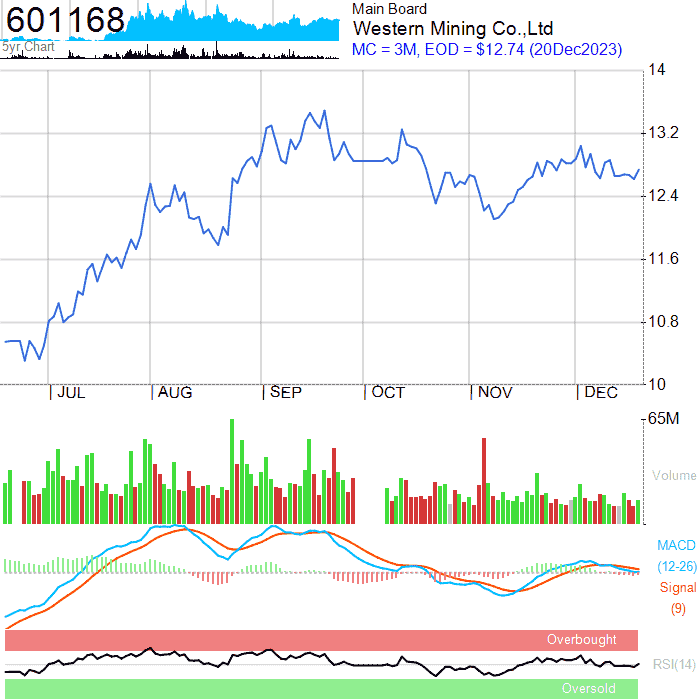 601168
5yr Chart
Main Board
Western Mining Co.,Ltd
MC = 3M, EOD = $12.74 (20Dec2023)
14
13.2
12.4
11.6
10.8
10
JUL AUG SEP OCT NOV DEC
65M
Volume
MACD
(12-26)
Signal
(9)
Overbought
RSI(14)
Oversold